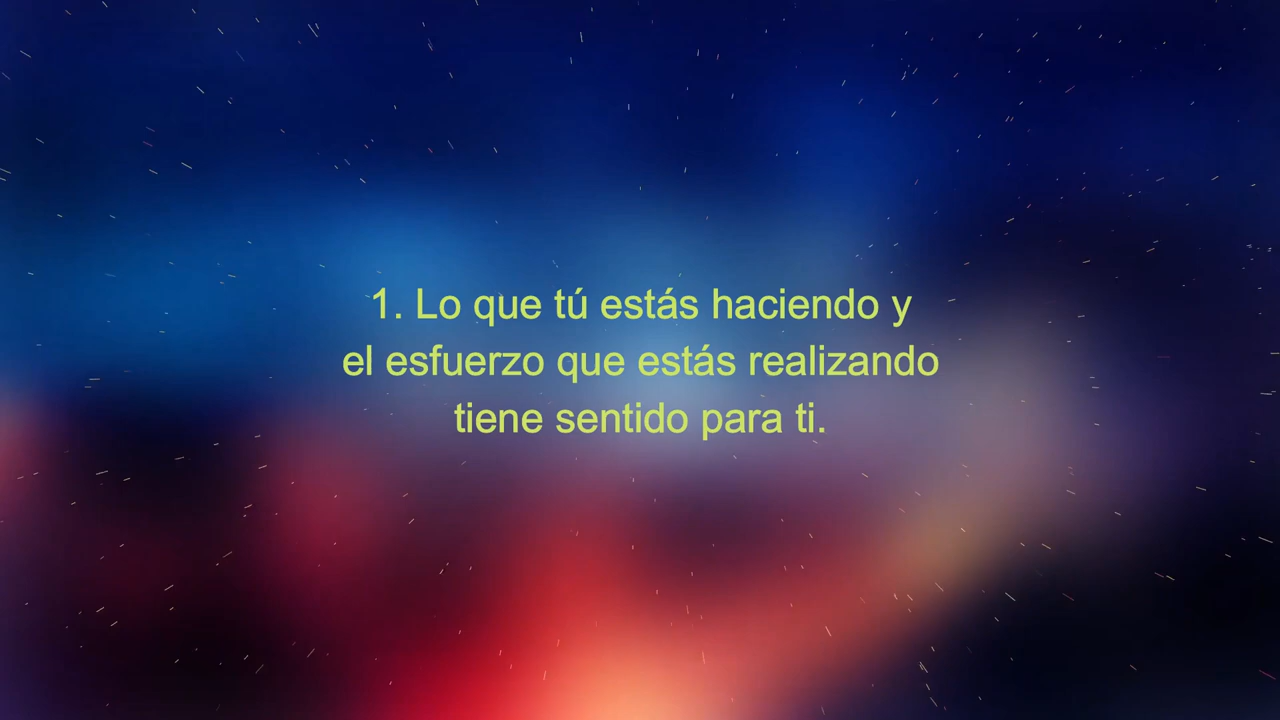 1. Lo que tú estás haciendo y
el esfuerzo que estás realizando
tiene sentido para ti.